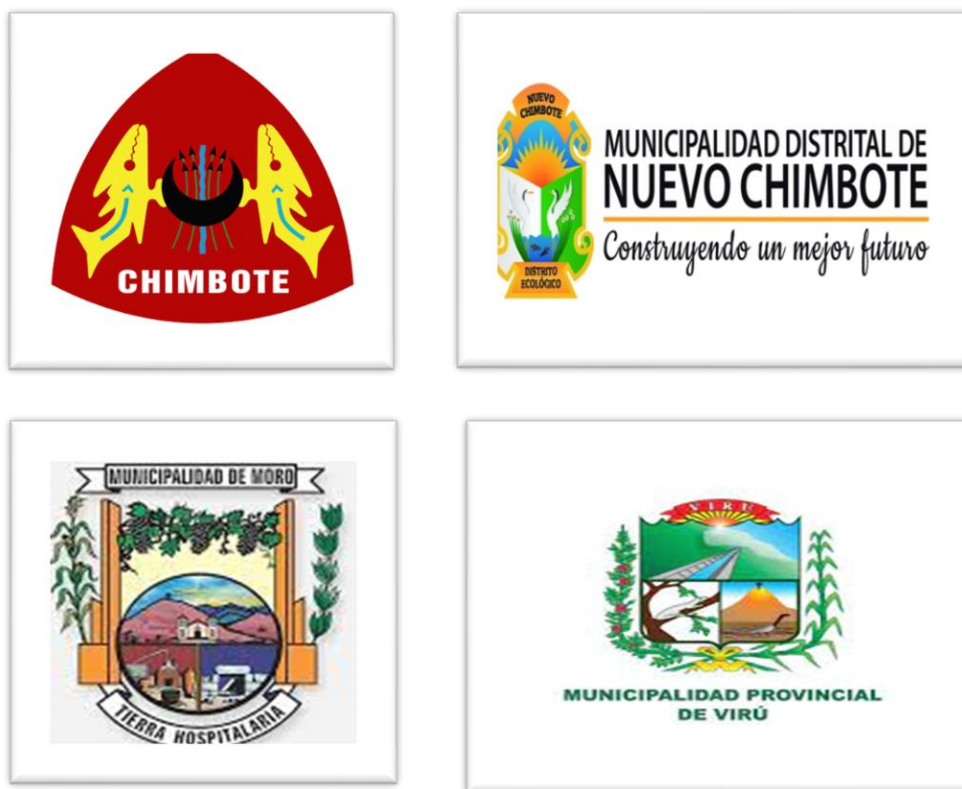 CHIMBOTE
NUEVO
CHIMBOTE
DISTRITO
ECOLÓGICO
MUNICIPALIDAD DISTRITAL DE
NUEVO CHIMBOTE
Construyendo un mejor futuro
MUNICIPALIDAD DE MORO
TIERRA HOSPITALARIA
VIRU
MUNICIPALIDAD PROVINCIAL
DE VIRÚ